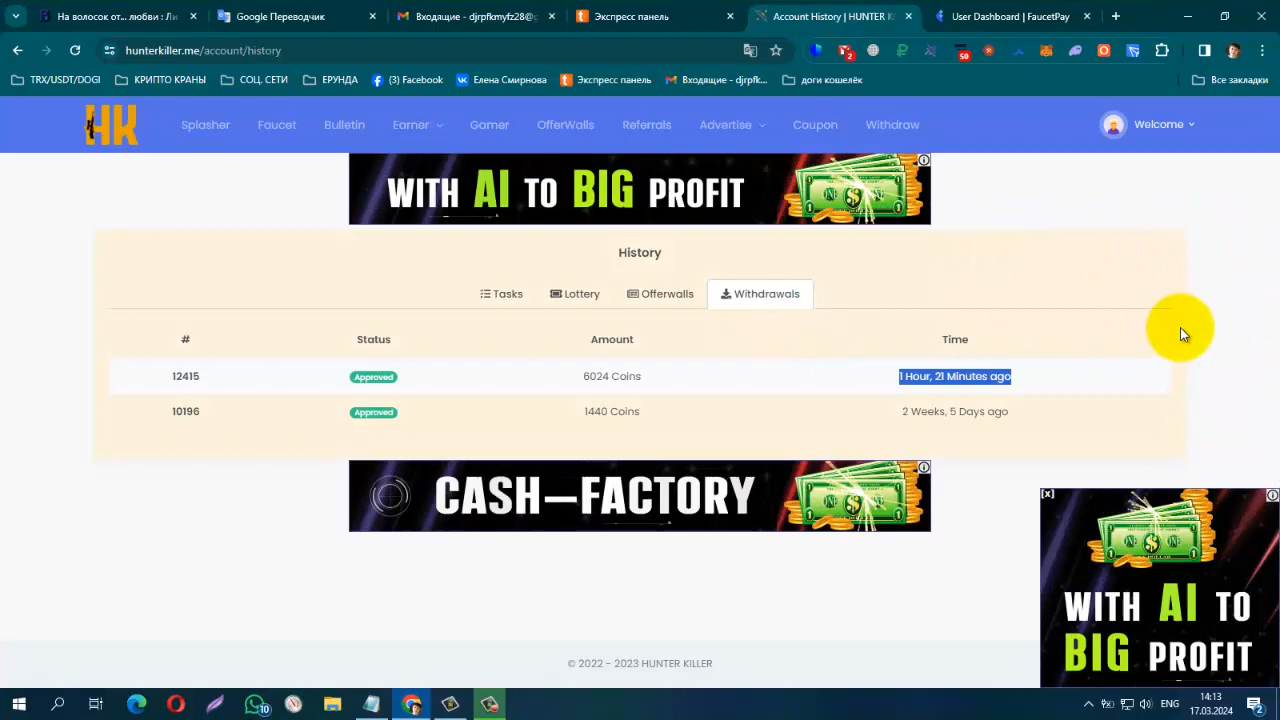 На волосок от... любви : Ли
Google Переводчик
Входящие - djrpfkmyfz28@g
Экспресс панель
Account History | HUNTER KI
User Dashboard | FaucetPay
hunterkiller.me/account/history
2
50
TRX/USDT/DOGI
КРИПТО КРАНЫ
СОЦ. СЕТИ
ЕРУНДА
(3) Facebook
Елена Смирнова
Экспресс панель
Входящие - djrpfk...
доги кошелёк
Все закладки
HK
Splasher
Faucet
Bulletin
Earner
Gamer
OfferWalls
Referrals
Advertise
Coupon
Withdraw
Welcome
WITH AI TO BIG PROFIT
History
Tasks
Lottery
Offerwalls
Withdrawals
# Status Amount Time
12415 Approved 6024 Coins 1 Hour, 21 Minutes ago
10196 Approved 1440 Coins 2 Weeks, 5 Days ago
CASH—FACTORY
[X]
WITH AI TO
BIG PROFIT
© 2022 - 2023 HUNTER KILLER
10
ENG
14:13
17.03.2024
2